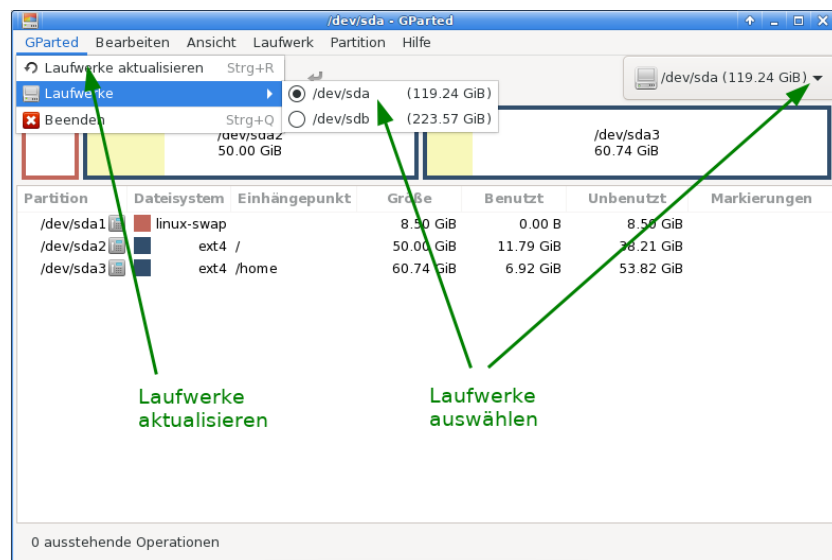 /dev/sda - GParted
GParted Bearbeiten Ansicht Laufwerk Partition Hilfe
Laufwerke aktualisieren Strg+R
/dev/sda (119.24 GiB)
Laufwerke
/dev/sda (119.24 GiB)
Beenden Strg+Q
/dev/sdb (223.57 GiB)
/dev/sda2
50.00 GiB
/dev/sda3
60.74 GiB
Partition Dateisystem Einhängepunkt Größe Benutzt Unbenutzt Markierungen
/dev/sda1 linux-swap 8.50 GiB 0.00 B 8.50 GiB
/dev/sda2 ext4 / 50.00 GiB 11.79 GiB 38.21 GiB
/dev/sda3 ext4 /home 60.74 GiB 6.92 GiB 53.82 GiB
Laufwerke
aktualisieren
Laufwerke
auswählen
0 ausstehende Operationen